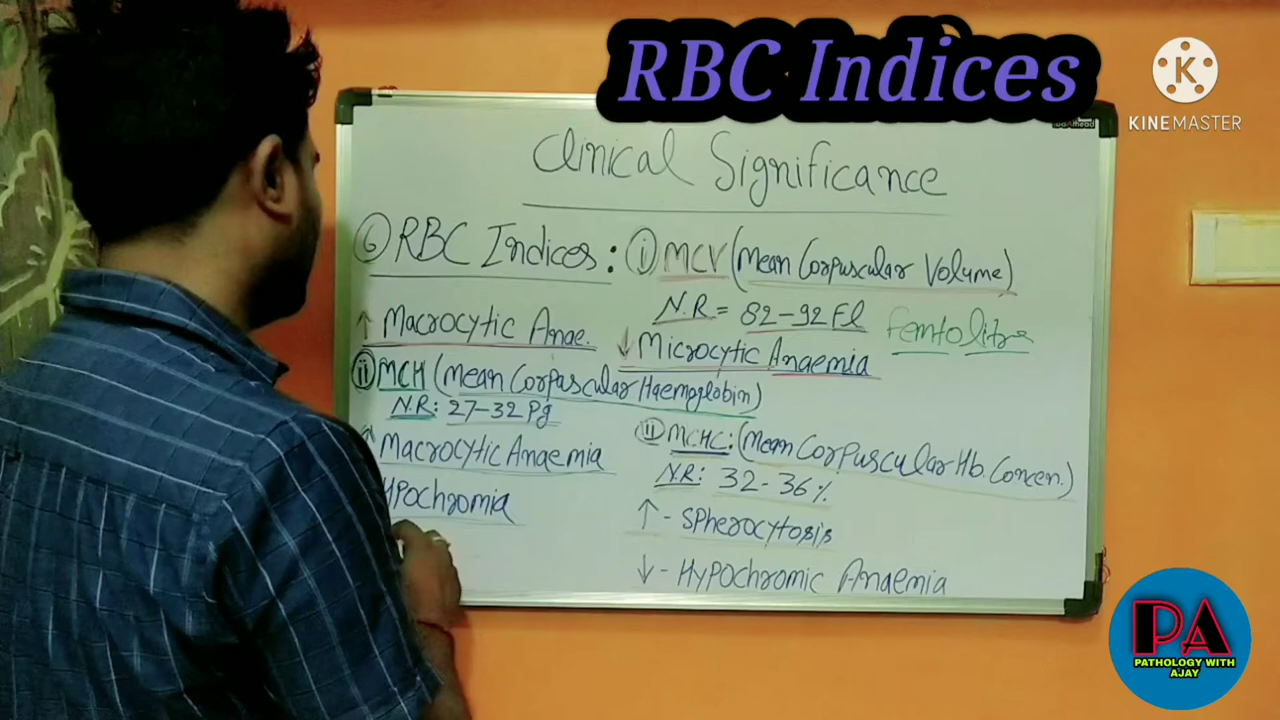 RBC Indices
KINEMASTER
Clinical Significance
⑥ RBC Indices : ⓘ MCV (Mean Corpuscular Volume)
N.R = 82-92 Fl Femtolitre
↑ Macrocytic Anae. ↓ Microcytic Anaemia
ⓘⓘ MCH (Mean Corpuscular Haemoglobin)
N.R: 27-32 Pg
↑ Macrocytic Anaemia
Hypochromia
ⓘⓘ MCHC: (Mean Corpuscular Hb. Concen.)
N.R: 32-36%
↑ - Spherocytosis
↓ - Hypochromic Anaemia
PA
PATHOLOGY WITH
AJAY